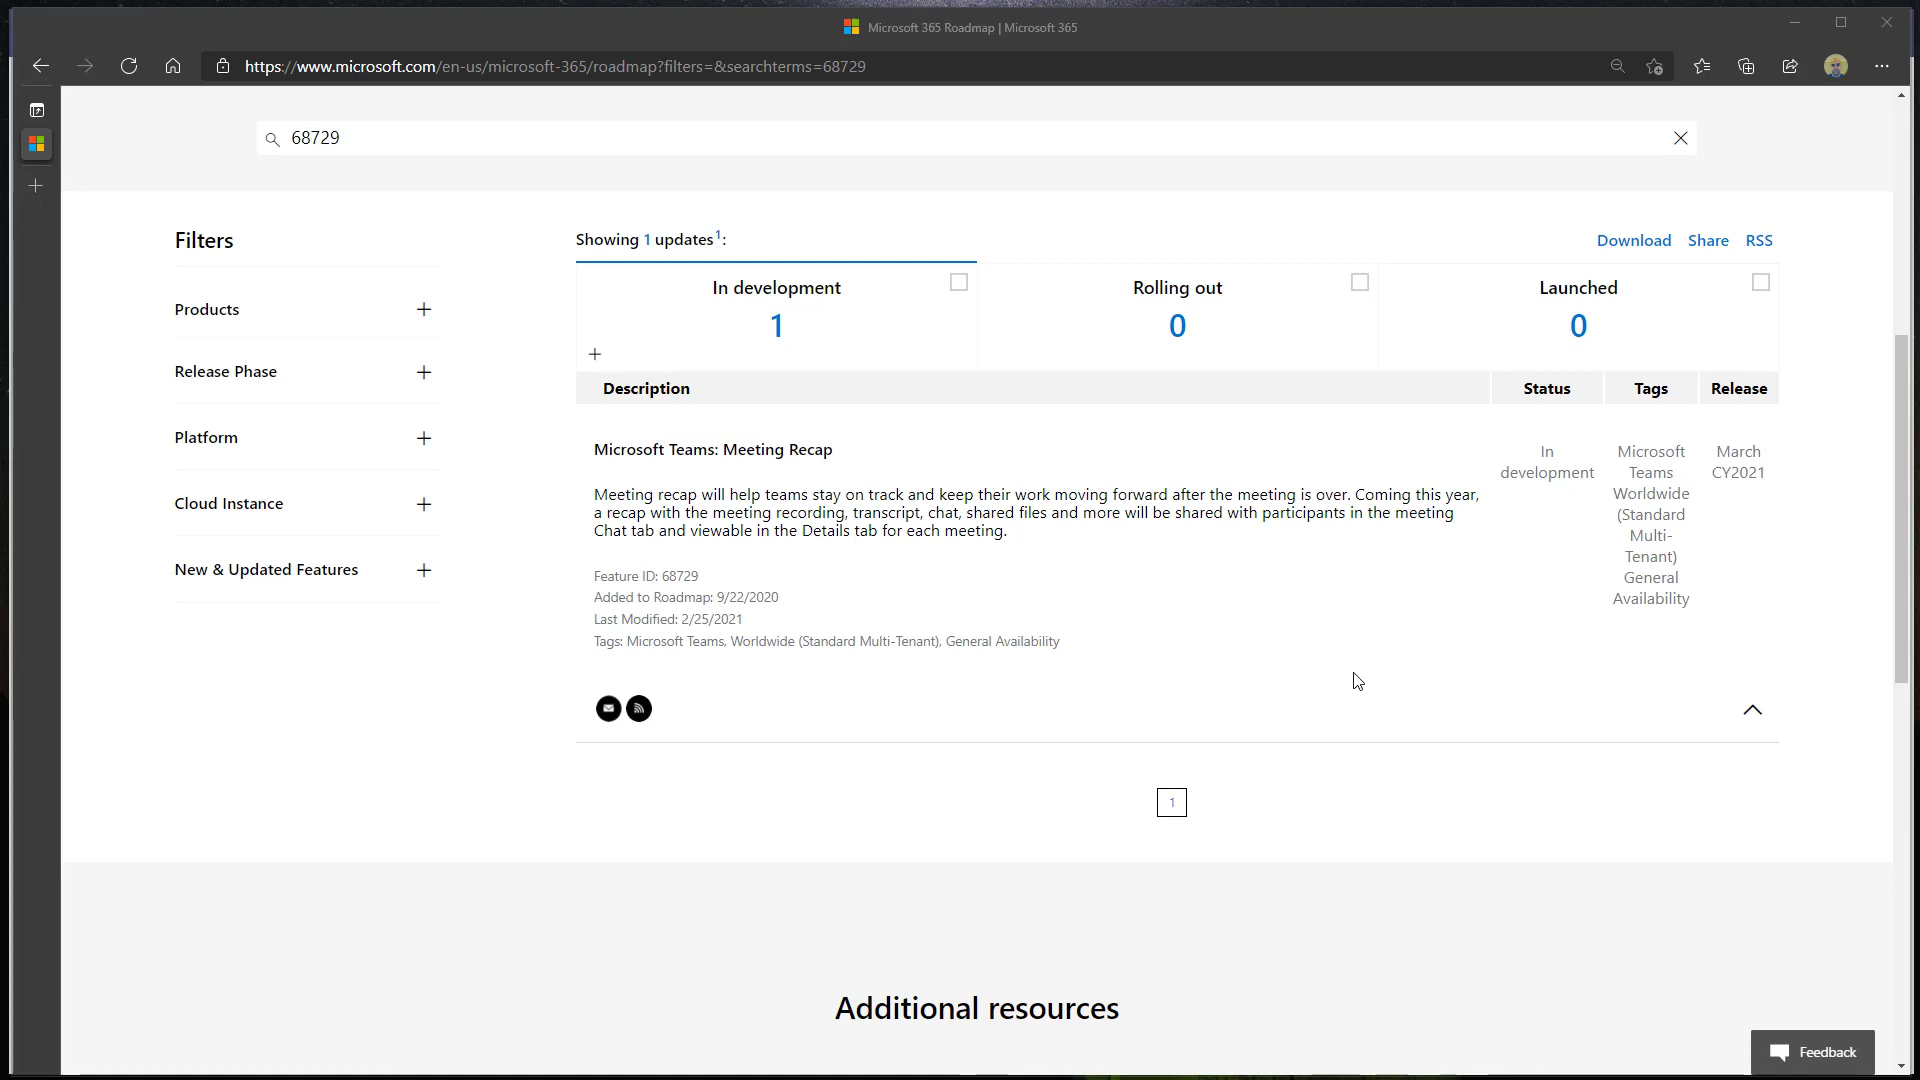 Microsoft 365 Roadmap | Microsoft 365
https://www.microsoft.com/en-us/microsoft-365/roadmap?filters=&searchterms=68729
68729
Filters
Products
Release Phase
Platform
Cloud Instance
New & Updated Features
Showing 1 updates1:
Download Share RSS
In development
1
Rolling out
0
Launched
0
Description Status Tags Release
Microsoft Teams: Meeting Recap
Meeting recap will help teams stay on track and keep their work moving forward after the meeting is over. Coming this year,
a recap with the meeting recording, transcript, chat, shared files and more will be shared with participants in the meeting
Chat tab and viewable in the Details tab for each meeting.
Feature ID: 68729
Added to Roadmap: 9/22/2020
Last Modified: 2/25/2021
Tags: Microsoft Teams, Worldwide (Standard Multi-Tenant), General Availability
In
development
Microsoft
Teams
Worldwide
(Standard
Multi-
Tenant)
General
Availability
March
CY2021
1
Additional resources
Feedback